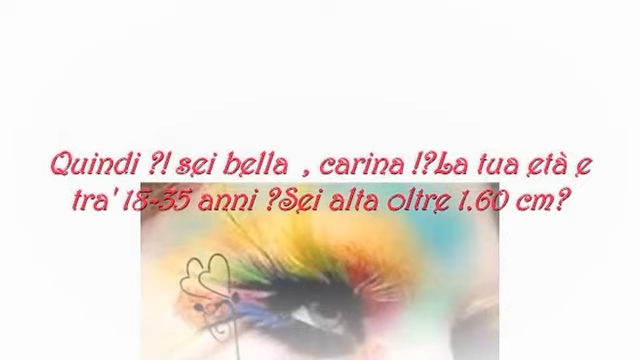 Quindi ?! sei bella , carina !?La tua età e
tra' 18-35 anni ?Sei alta oltre 1.60 cm?